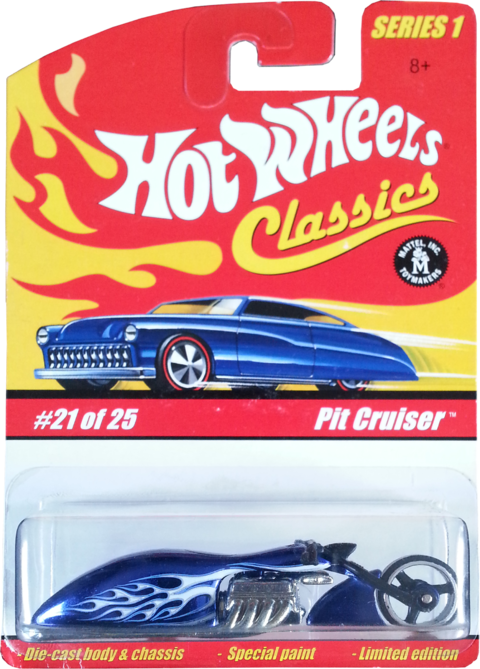 SERIES 1
8+
HOT WHEELS
Classics
MATTEL, INC.
M
TOYMAKERS
#21 of 25
Pit Cruiser™
Die-cast body & chassis - Special paint - Limited edition